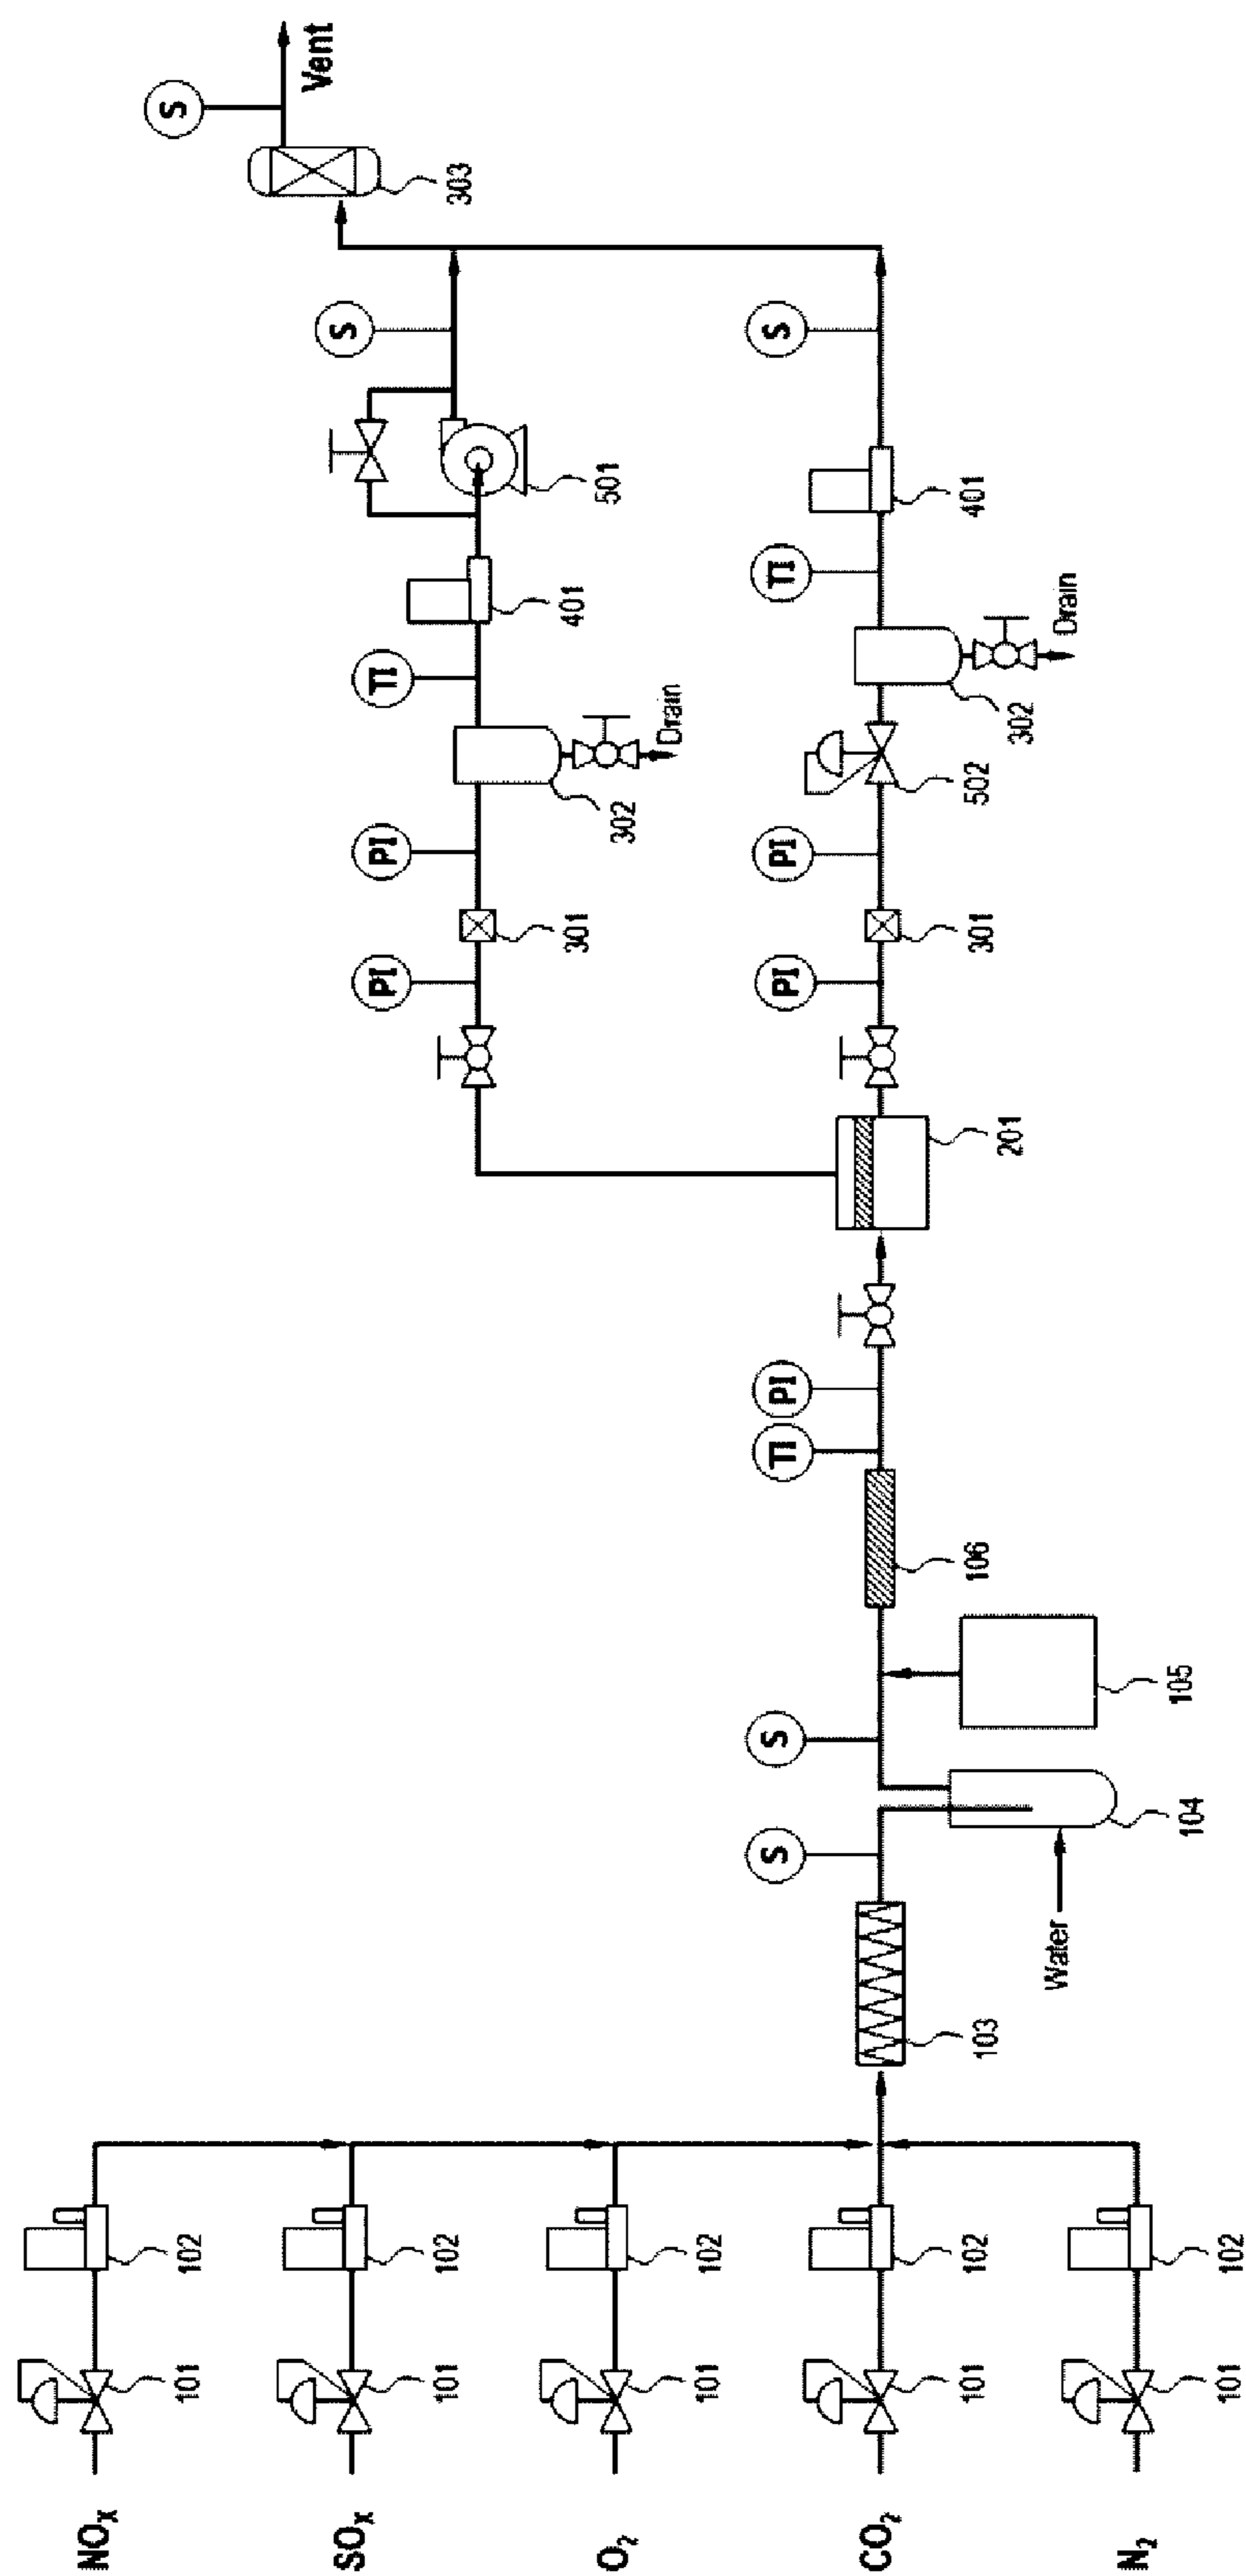 NOx
101
102
SOx
101
102
O2
101
102
CO2
101
102
N2
101
102
103
Water
104
S
S
105
106
TI
PI
201
PI
301
PI
302
Drain
TI
401
501
S
PI
301
PI
502
302
Drain
TI
401
S
303
S
Vent